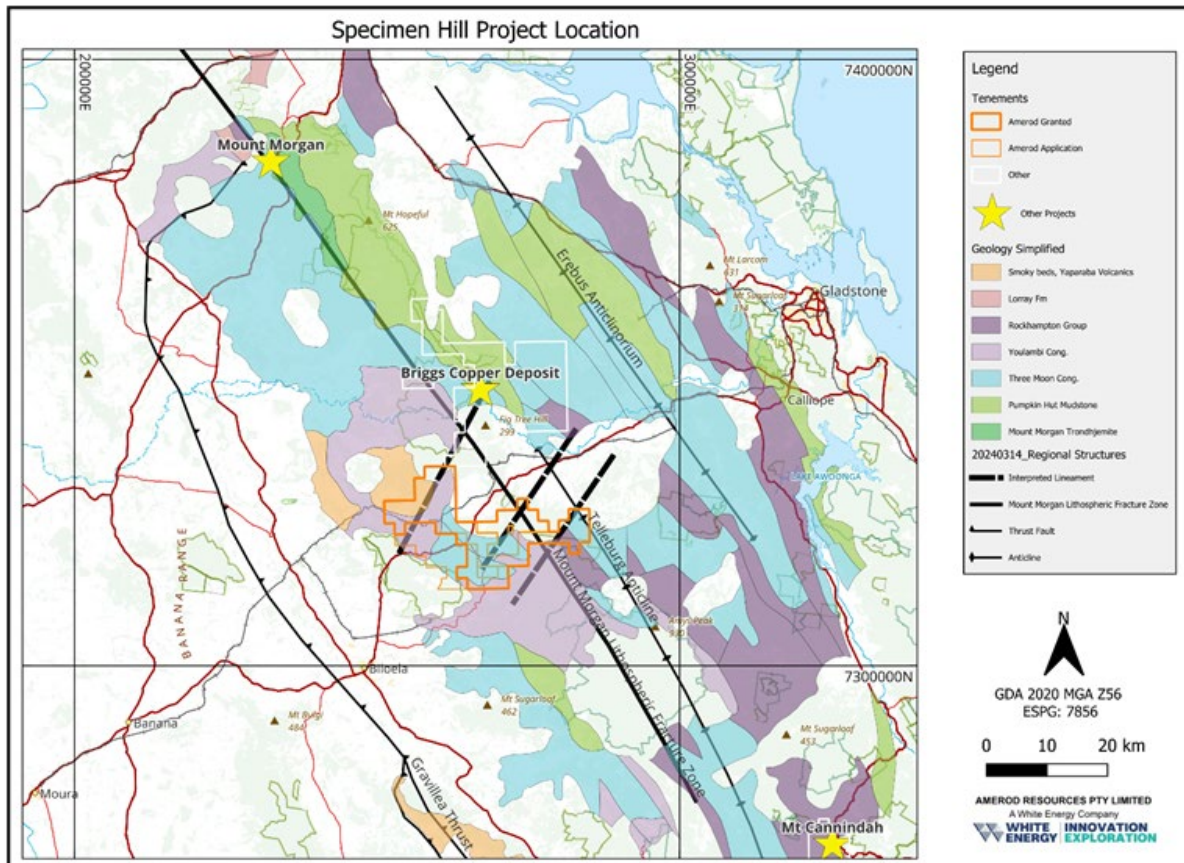 Specimen Hill Project Location
200000E
300000E
7400000N
Mount Morgan
Mt Hopeful
625
Erebus Anticlinorium
Mt Larcom
631
Mt Sugarloaf
314
Gladstone
Briggs Copper Deposit
Fig Tree Hill
299
Calliope
LAKE AWOONGA
Telleburg Anticline
Mount Morgan Lithospheric Fracture Zone
BANANA RANGE
Amys Peak
930
7300000N
Biloela
Banana
Mt Sugarloaf
462
Mt Sugarloaf
453
484
Moura
Gravillea Thrust
Mt Cannindah
Legend
Tenements
Amerod Granted
Amerod Application
Other
Other Projects
Geology Simplified
Smoky beds, Yaparaba Volcanics
Lorray Fm
Rockhampton Group
Youlambi Cong.
Three Moon Cong.
Pumpkin Hut Mudstone
Mount Morgan Trondhjemite
20240314_Regional Structures
Interpreted Lineament
Mount Morgan Lithospheric Fracture Zone
Thrust Fault
Anticline
N
GDA 2020 MGA Z56
ESPG: 7856
0 10 20 km
AMEROD RESOURCES PTY LIMITED
A White Energy Company
WHITE ENERGY
INNOVATION EXPLORATION